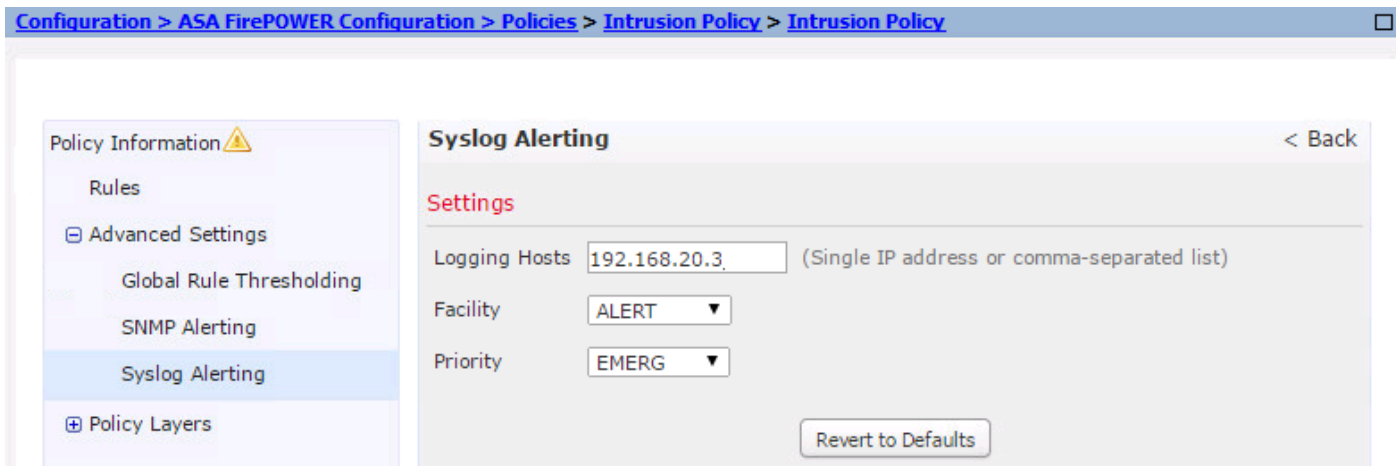 Configuration > ASA FirePOWER Configuration > Policies > Intrusion Policy > Intrusion Policy
Policy Information
Rules
Advanced Settings
Global Rule Thresholding
SNMP Alerting
Syslog Alerting
Policy Layers
Syslog Alerting
< Back
Settings
Logging Hosts 192.168.20.3 (Single IP address or comma-separated list)
Facility ALERT
Priority EMERG
Revert to Defaults